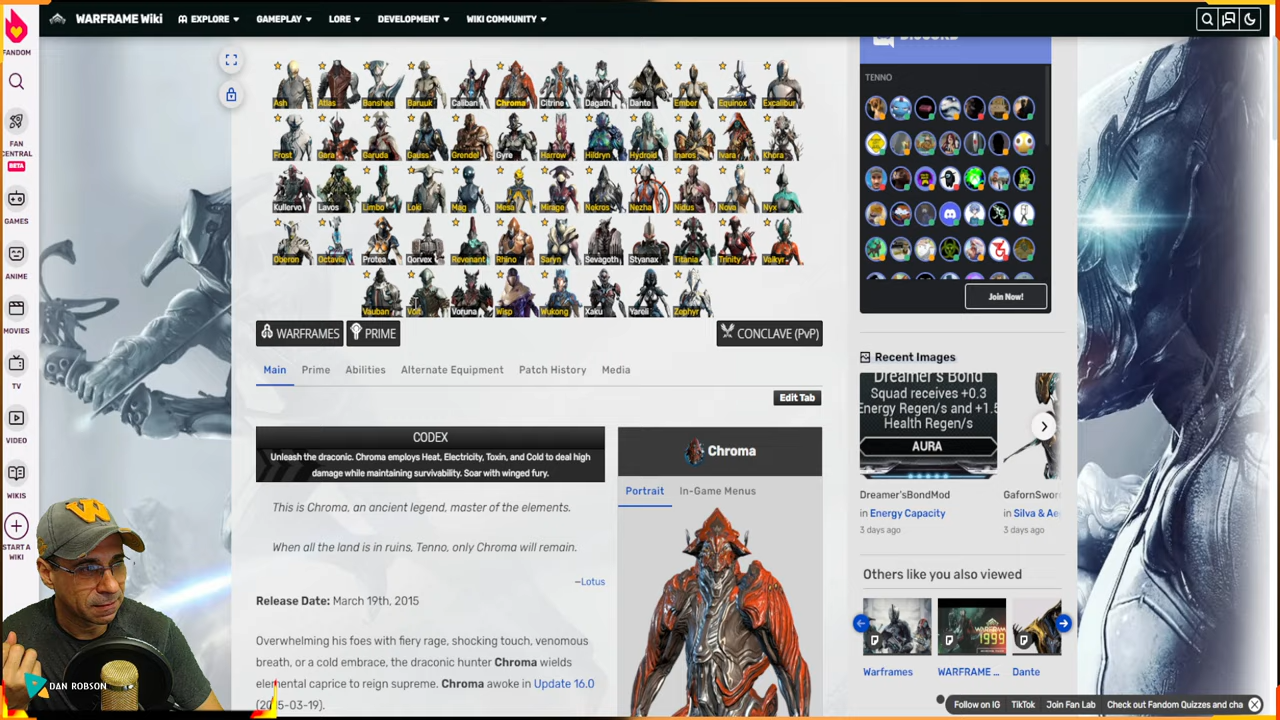 WARFRAME Wiki
EXPLORE
GAMEPLAY
LORE
DEVELOPMENT
WIKI COMMUNITY
FANDOM
FAN
CENTRAL
BETA
GAMES
ANIME
MOVIES
TV
VIDEO
WIKIS
START A
WIKI
Ash Atlas Banshee Baruuk Caliban Chroma Citrine Dagath Dante Ember Equinox Excalibur
Frost Gara Garuda Gauss Grendel Gyre Harrow Hildryn Hydroid Inaros Ivara Khora
Kullervo Lavos Limbo Loki Mag Mesa Mirage Nekros Nezha Nidus Nova Nyx
Oberon Octavia Protea Qorvex Revenant Rhino Saryn Sevagoth Styanax Titania Trinity Valkyr
Vauban Volt Voruna Wisp Wukong Xaku Yareli Zephyr
WARFRAMES PRIME CONCLAVE (PvP)
Main Prime Abilities Alternate Equipment Patch History Media
Edit Tab
CODEX
Unleash the draconic. Chroma employs Heat, Electricity, Toxin, and Cold to deal high
damage while maintaining survivability. Soar with winged fury.
This is Chroma, an ancient legend, master of the elements.
When all the land is in ruins, Tenno, only Chroma will remain.
–Lotus
Release Date: March 19th, 2015
Overwhelming his foes with fiery rage, shocking touch, venomous
breath, or a cold embrace, the draconic hunter Chroma wields
elemental caprice to reign supreme. Chroma awoke in Update 16.0
(2015-03-19).
Chroma
Portrait In-Game Menus
DISCORD
TENNO
Join Now!
Recent Images
Dreamer's Bond
Squad receives +0.3
Energy Regen/s and +1.5
Health Regen/s
AURA
Dreamer'sBondMod
in Energy Capacity
3 days ago
GafornSwor
in Silva & Ae
3 days ago
Others like you also viewed
WARFRAME
1999
Warframes
WARFRAME ...
Dante
Follow on IG TikTok Join Fan Lab Check out Fandom Quizzes and cha
DAN ROBSON